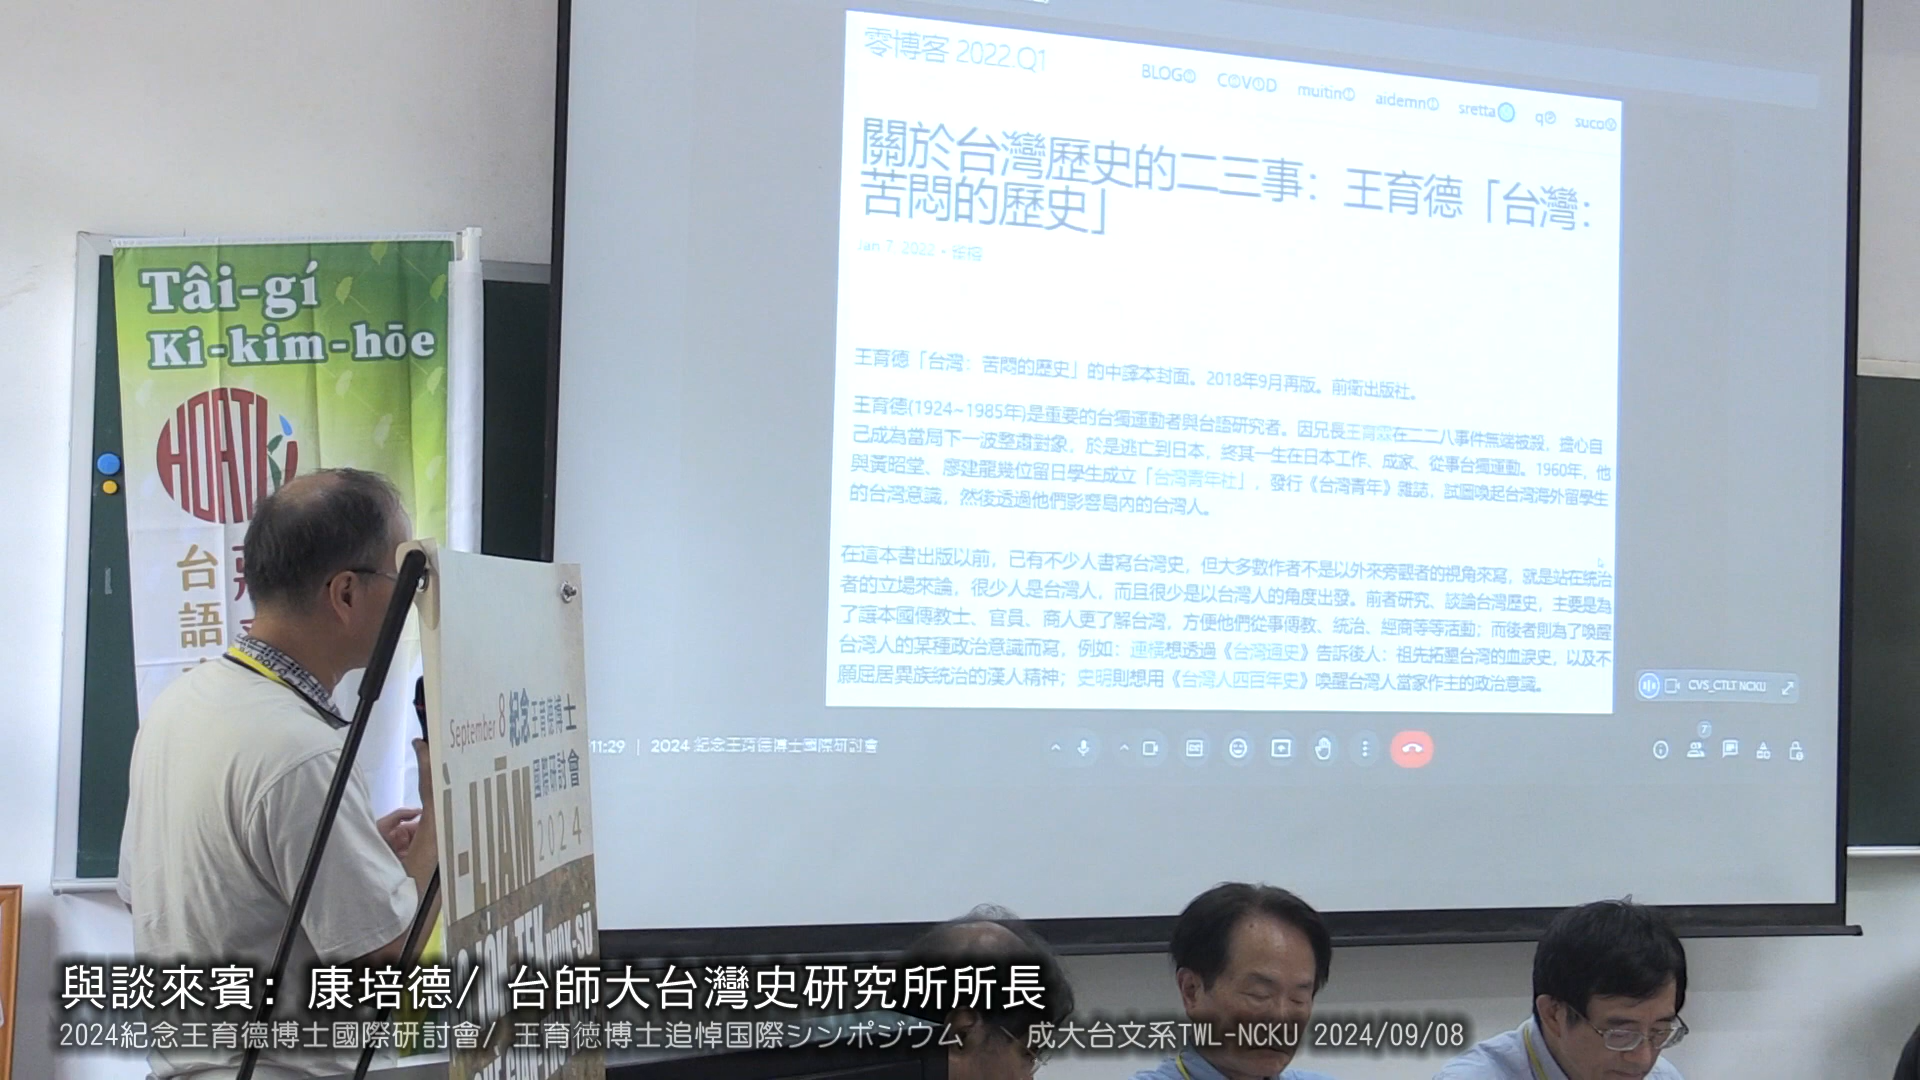 零博客 2022.Q1
BLOG
關於台灣歷史的二三事：王育德「台灣：
苦悶的歷史」
Jan 7, 2022
王育德「台灣：苦悶的歷史」的中譯本封面。2018年9月再版。前衛出版社。
王育德(1924~1985年)是重要的台獨運動者與台語研究者。因兄長王育霖在二二八事件無端被殺，擔心自
己成為當局下一波整肅對象，於是逃亡到日本，終其一生在日本工作、成家、從事台獨運動。1960年，他
與黃昭堂、廖建龍幾位留日學生成立「台灣青年社」，發行《台灣青年》雜誌，試圖喚起台灣海外留學生
的台灣意識，然後透過他們影響島內的台灣人。
在這本書出版以前，已有不少人書寫台灣史，但大多數作者不是以外來旁觀者的視角來寫，就是站在統治
者的立場來論，很少人是台灣人，而且很少是以台灣人的角度出發。前者研究、談論台灣歷史，主要是為
了讓本國傳教士、官員、商人更了解台灣，方便他們從事傳教、統治、經商等等活動；而後者則為了喚醒
台灣人的某種政治意識而寫，例如：連橫想透過《台灣通史》告訴後人：祖先拓墾台灣的血淚史，以及不
願屈居異族統治的漢人精神；史明則想用《台灣人四百年史》喚醒台灣人當家作主的政治意識。
CVS_CTLT NCKU
11:29 | 2024 紀念王育德博士國際研討會
7
Tâi-gí
Ki-kim-hōe
台
語
September 8 紀念王育德博士
國際研討會
2024
Ì-LIĀM
與談來賓: 康培德/ 台師大台灣史研究所所長
2024紀念王育德博士國際研討會/ 王育徳博士追悼国際シンポジウム 成大台文系TWL-NCKU 2024/09/08